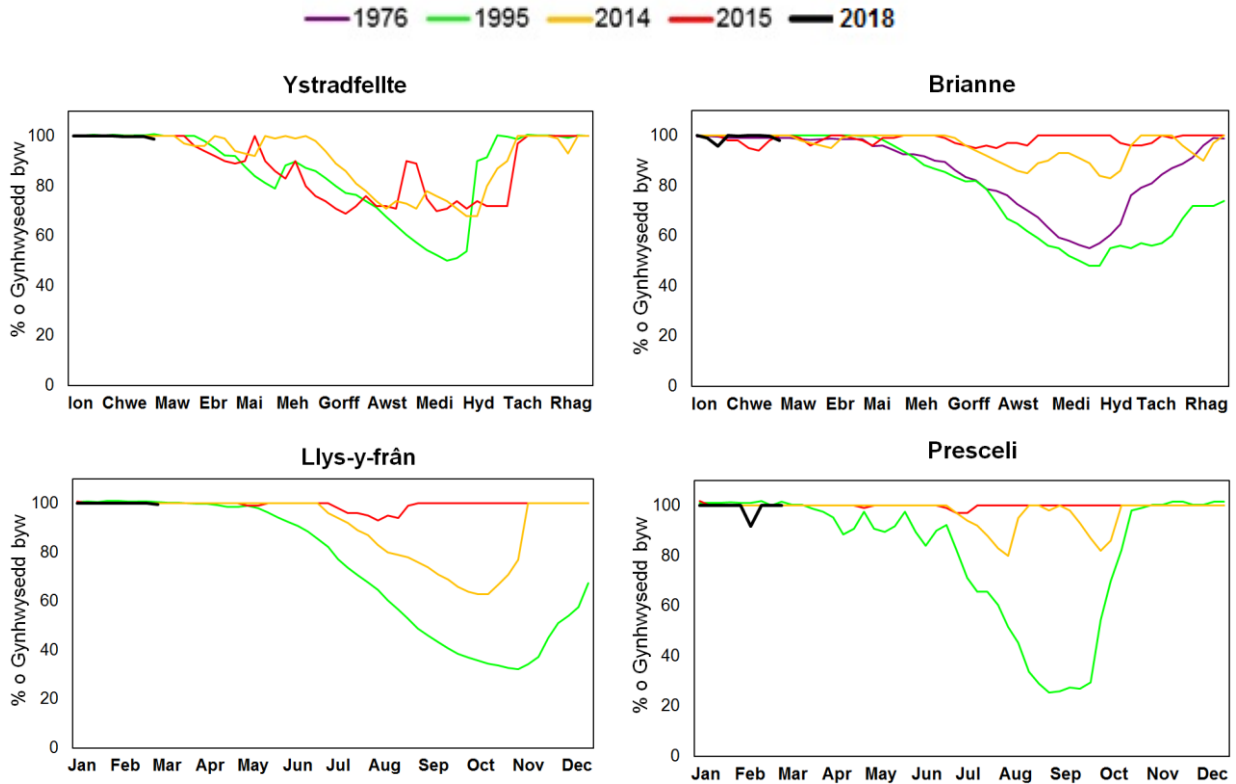 1976 1995 2014 2015 2018
Ystradfellte
% o Gynhwysedd byw
100
80
60
40
20
0
Ion Chwe Maw Ebr Mai Meh Gorff Awst Medi Hyd Tach Rhag
Brianne
% o Gynhwysedd byw
100
80
60
40
20
0
Ion Chwe Maw Ebr Mai Meh Gorff Awst Medi Hyd Tach Rhag
Llys-y-frân
% o Gynhwysedd byw
100
80
60
40
20
0
Jan Feb Mar Apr May Jun Jul Aug Sep Oct Nov Dec
Presceli
% o Gynhwysedd byw
100
80
60
40
20
0
Jan Feb Mar Apr May Jun Jul Aug Sep Oct Nov Dec